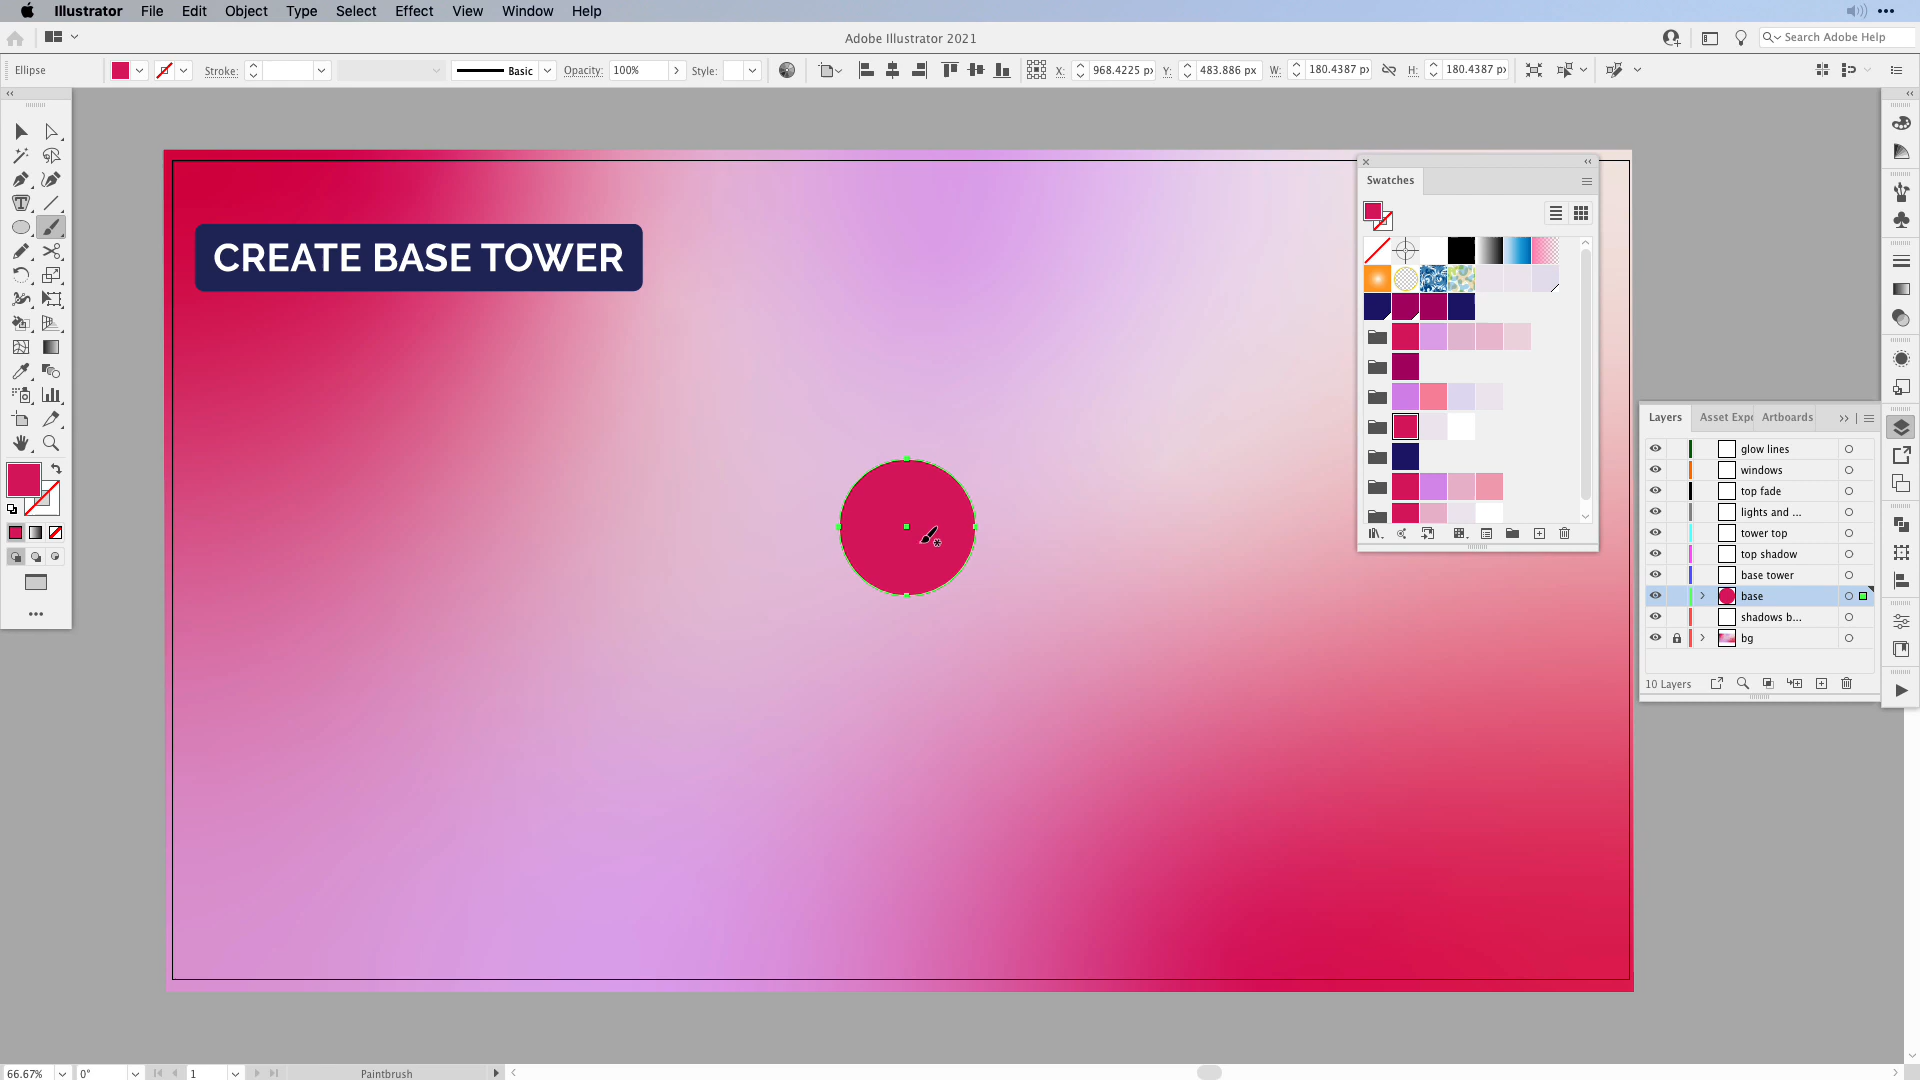 Illustrator File Edit Object Type Select Effect View Window Help
Adobe Illustrator 2021
Search Adobe Help
Ellipse
Stroke:
Basic
Opacity: 100%
Style:
X: 968.4225 px
Y: 483.886 px
W: 180.4387 px
H: 180.4387 px
CREATE BASE TOWER
Swatches
Layers Asset Expo Artboards
glow lines
windows
top fade
lights and ...
tower top
top shadow
base tower
base
shadows b...
bg
10 Layers
66.67% 0° 1 Paintbrush